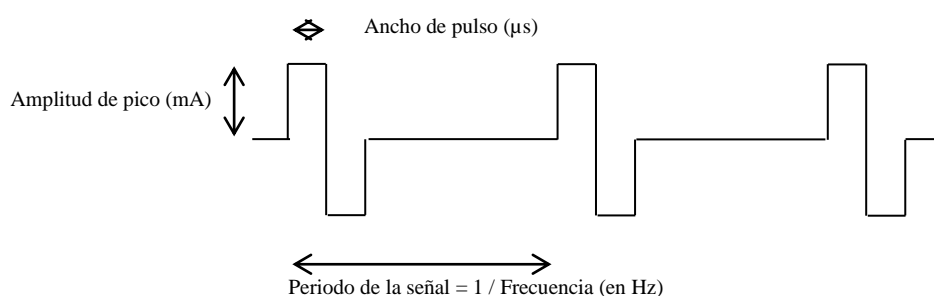 Ancho de pulso (µs)
Amplitud de pico (mA)
Periodo de la señal = 1 / Frecuencia (en Hz)